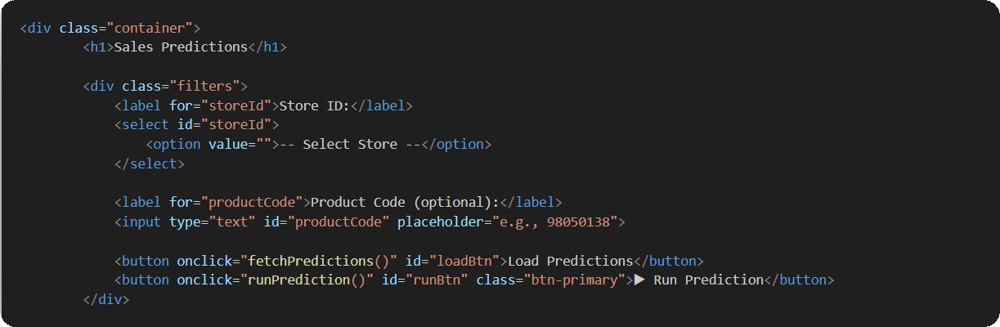 <div class="container">
<h1>Sales Predictions</h1>
<div class="filters">
<label for="storeId">Store ID:</label>
<select id="storeId">
<option value="">-- Select Store --</option>
</select>
<label for="productCode">Product Code (optional):</label>
<input type="text" id="productCode" placeholder="e.g., 98050138">
<button onclick="fetchPredictions()" id="loadBtn">Load Predictions</button>
<button onclick="runPrediction()" id="runBtn" class="btn-primary">▶ Run Prediction</button>
</div>